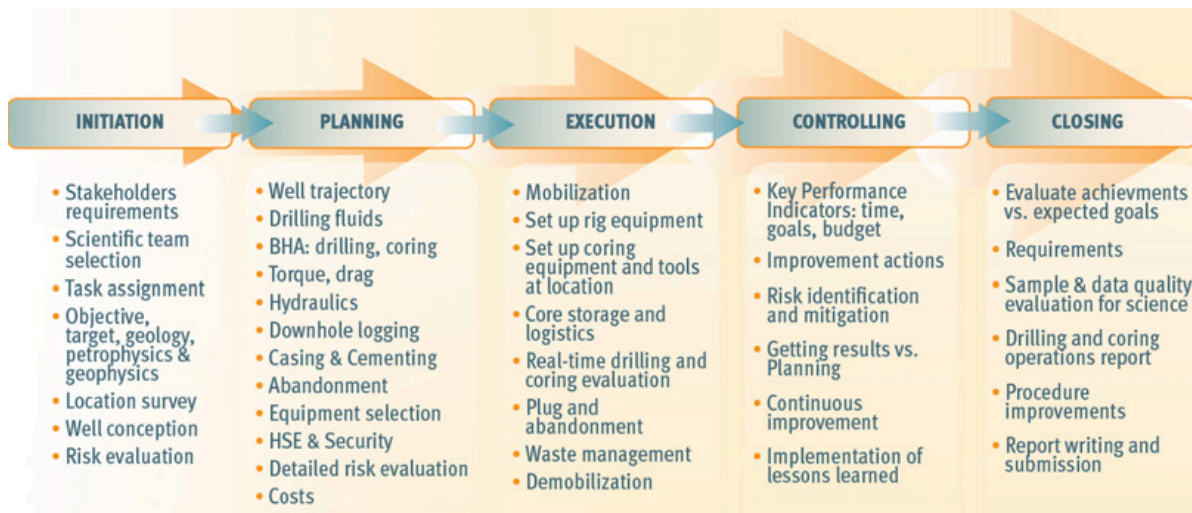 INITIATION
PLANNING
EXECUTION
CONTROLLING
CLOSING
• Stakeholders
requirements
• Scientific team
selection
• Task assignment
• Objective,
target, geology,
petrophysics &
geophysics
• Location survey
• Well conception
• Risk evaluation
• Well trajectory
• Drilling fluids
• BHA: drilling, coring
• Torque, drag
• Hydraulics
• Downhole logging
• Casing & Cementing
• Abandonment
• Equipment selection
• HSE & Security
• Detailed risk evaluation
• Costs
• Mobilization
• Set up rig equipment
• Set up coring
equipment and tools
at location
• Core storage and
logistics
• Real-time drilling and
coring evaluation
• Plug and
abandonment
• Waste management
• Demobilization
• Key Performance
Indicators: time,
goals, budget
• Improvement actions
• Risk identification
and mitigation
• Getting results vs.
Planning
• Continuous
improvement
• Implementation of
lessons learned
• Evaluate achievments
vs. expected goals
• Requirements
• Sample & data quality
evaluation for science
• Drilling and coring
operations report
• Procedure
improvements
• Report writing and
submission